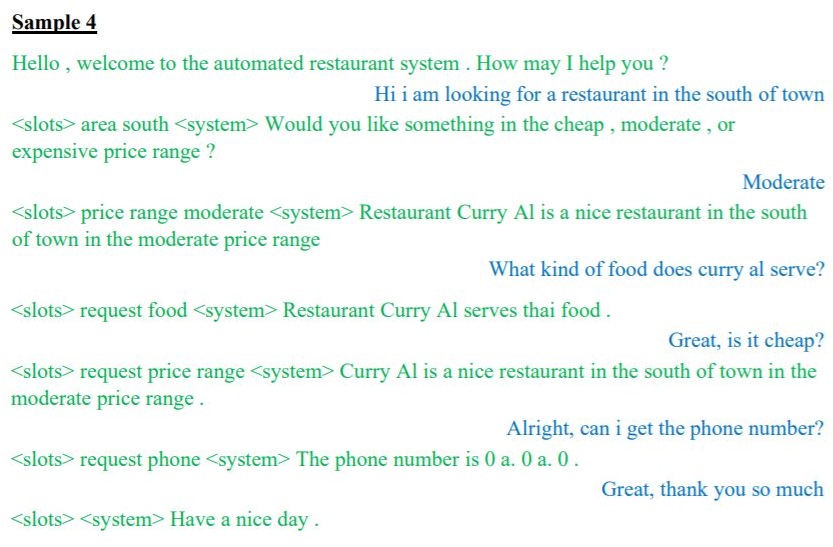 Sample 4
Hello , welcome to the automated restaurant system . How may I help you ?
Hi i am looking for a restaurant in the south of town
<slots> area south <system> Would you like something in the cheap , moderate , or
expensive price range ?
Moderate
<slots> price range moderate <system> Restaurant Curry Al is a nice restaurant in the south
of town in the moderate price range
What kind of food does curry al serve?
<slots> request food <system> Restaurant Curry Al serves thai food .
Great, is it cheap?
<slots> request price range <system> Curry Al is a nice restaurant in the south of town in the
moderate price range .
Alright, can i get the phone number?
<slots> request phone <system> The phone number is 0 a. 0 a. 0 .
Great, thank you so much
<slots> <system> Have a nice day .